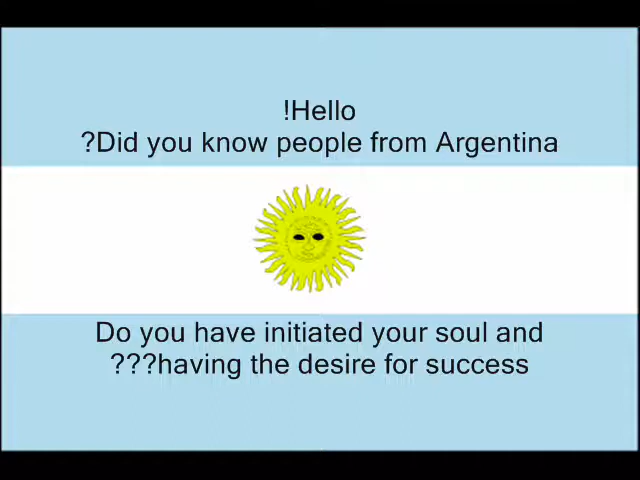 !Hello
?Did you know people from Argentina
Do you have initiated your soul and
???having the desire for success